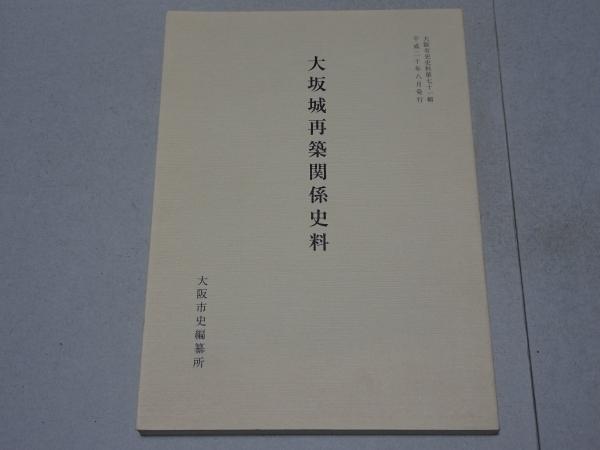 大阪市史史料第七十一輯
平成二十年八月発行
大坂城再築関係史料
大阪市史編纂所